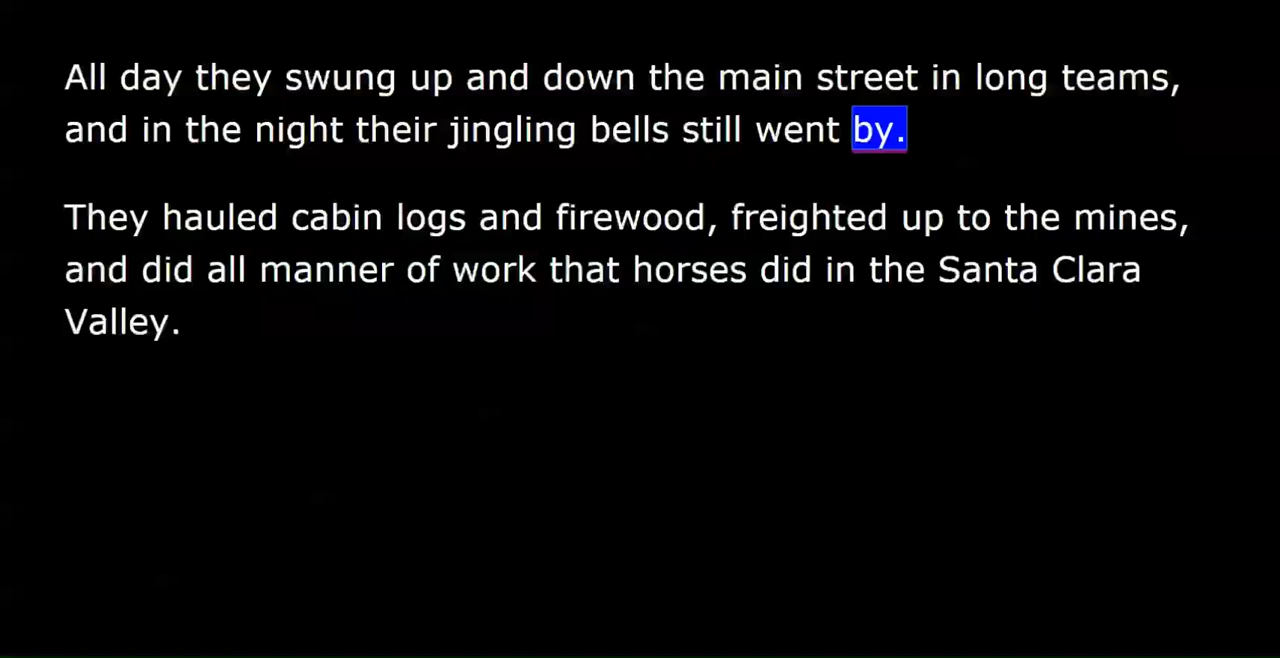 All day they swung up and down the main street in long teams,
and in the night their jingling bells still went by.
They hauled cabin logs and firewood, freighted up to the mines,
and did all manner of work that horses did in the Santa Clara
Valley.